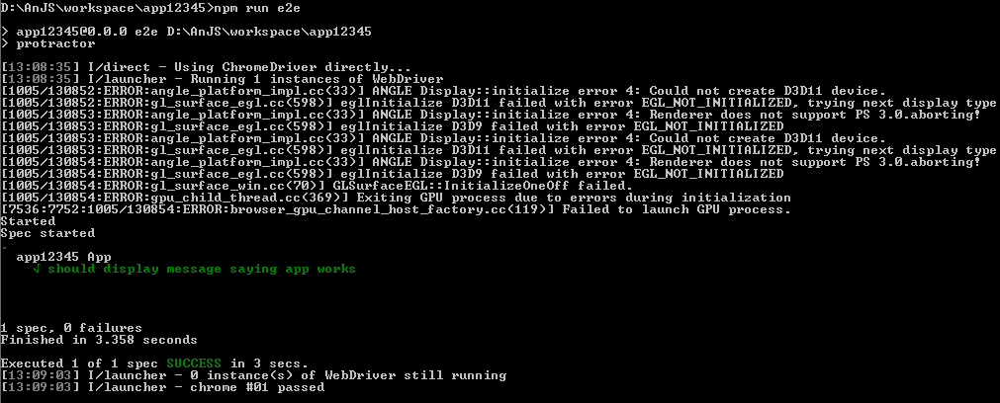 D:\AnJS\workspace\app12345>npm run e2e
> app12345@0.0.0 e2e D:\AnJS\workspace\app12345
> protractor
[13:08:35] I/direct - Using ChromeDriver directly...
[13:08:35] I/launcher - Running 1 instances of WebDriver
[1005/130852:ERROR:angle_platform_impl.cc(33)] ANGLE Display::initialize error 4: Could not create D3D11 device.
[1005/130852:ERROR:gl_surface_egl.cc(598)] eglInitialize D3D11 failed with error EGL_NOT_INITIALIZED, trying next display type
[1005/130853:ERROR:angle_platform_impl.cc(33)] ANGLE Display::initialize error 4: Renderer does not support PS 3.0.aborting!
[1005/130853:ERROR:gl_surface_egl.cc(598)] eglInitialize D3D9 failed with error EGL_NOT_INITIALIZED
[1005/130853:ERROR:angle_platform_impl.cc(33)] ANGLE Display::initialize error 4: Could not create D3D11 device.
[1005/130853:ERROR:gl_surface_egl.cc(598)] eglInitialize D3D11 failed with error EGL_NOT_INITIALIZED, trying next display type
[1005/130854:ERROR:angle_platform_impl.cc(33)] ANGLE Display::initialize error 4: Renderer does not support PS 3.0.aborting!
[1005/130854:ERROR:gl_surface_egl.cc(598)] eglInitialize D3D9 failed with error EGL_NOT_INITIALIZED
[1005/130854:ERROR:gl_surface_win.cc(70)] GLSurfaceEGL::InitializeOneOff failed.
[1005/130854:ERROR:gpu_child_thread.cc(369)] Exiting GPU process due to errors during initialization
[7536:7752:1005/130854:ERROR:browser_gpu_channel_host_factory.cc(119)] Failed to launch GPU process.
Started
Spec started
.
app12345 App
√ should display message saying app works
1 spec, 0 failures
Finished in 3.358 seconds
Executed 1 of 1 spec SUCCESS in 3 secs.
[13:09:03] I/launcher - 0 instance(s) of WebDriver still running
[13:09:03] I/launcher - chrome #01 passed